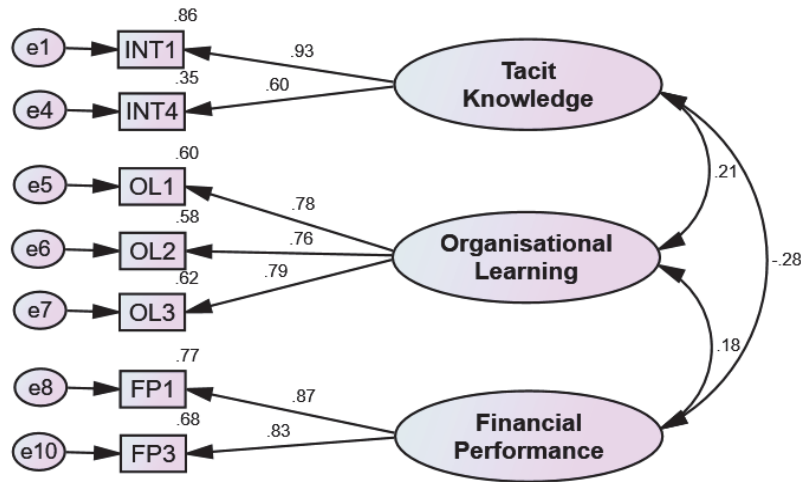 .86
e1 INT1
.93
Tacit
Knowledge
.35
e4 INT4
.60
.60
e5 OL1
.78
.21
.58
e6 OL2
.76
Organisational
Learning
-.28
.62
e7 OL3
.79
.18
.77
e8 FP1
.87
.68
e10 FP3
.83
Financial
Performance